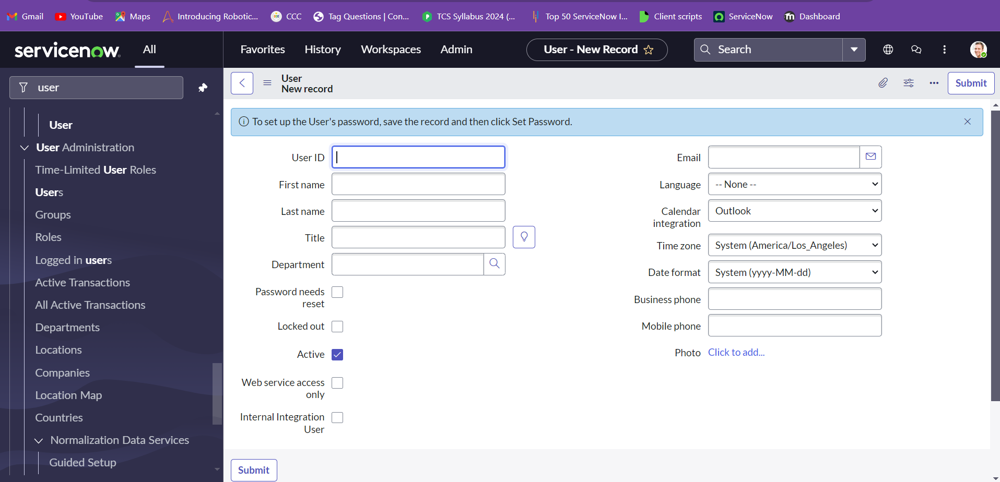 Gmail YouTube Maps Introducing Robotic... CCC Tag Questions | Con... TCS Syllabus 2024 (... Top 50 ServiceNow I... Client scripts ServiceNow Dashboard
servicenow All Favorites History Workspaces Admin User - New Record Search
user
User
User Administration
Time-Limited User Roles
Users
Groups
Roles
Logged in users
Active Transactions
All Active Transactions
Departments
Locations
Companies
Location Map
Countries
Normalization Data Services
Guided Setup
User
New record
Submit
To set up the User's password, save the record and then click Set Password.
User ID
First name
Last name
Title
Department
Password needs
reset
Locked out
Active
Web service access
only
Internal Integration
User
Email
Language -- None --
Calendar
integration
Outlook
Time zone System (America/Los_Angeles)
Date format System (yyyy-MM-dd)
Business phone
Mobile phone
Photo Click to add...
Submit